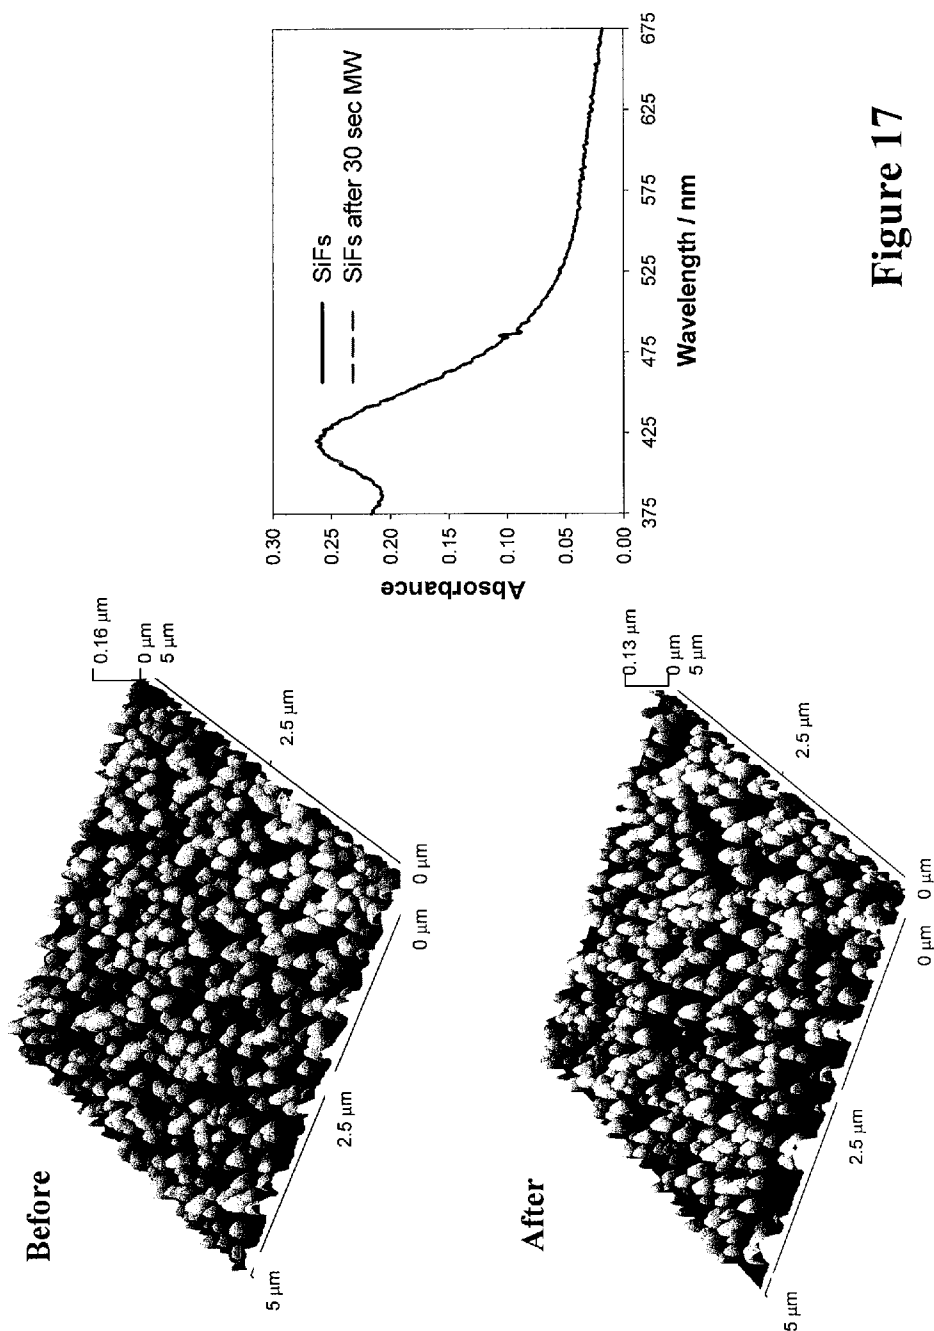 Before
0.16 µm
0 µm
5 µm
2.5 µm
0 µm
0 µm
2.5 µm
5 µm
After
0.13 µm
0 µm
5 µm
2.5 µm
0 µm
0 µm
2.5 µm
5 µm
SiFs
SiFs after 30 sec MW
Absorbance
0.30
0.25
0.20
0.15
0.10
0.05
0.00
375
425
475
525
575
625
675
Wavelength / nm
Figure 17